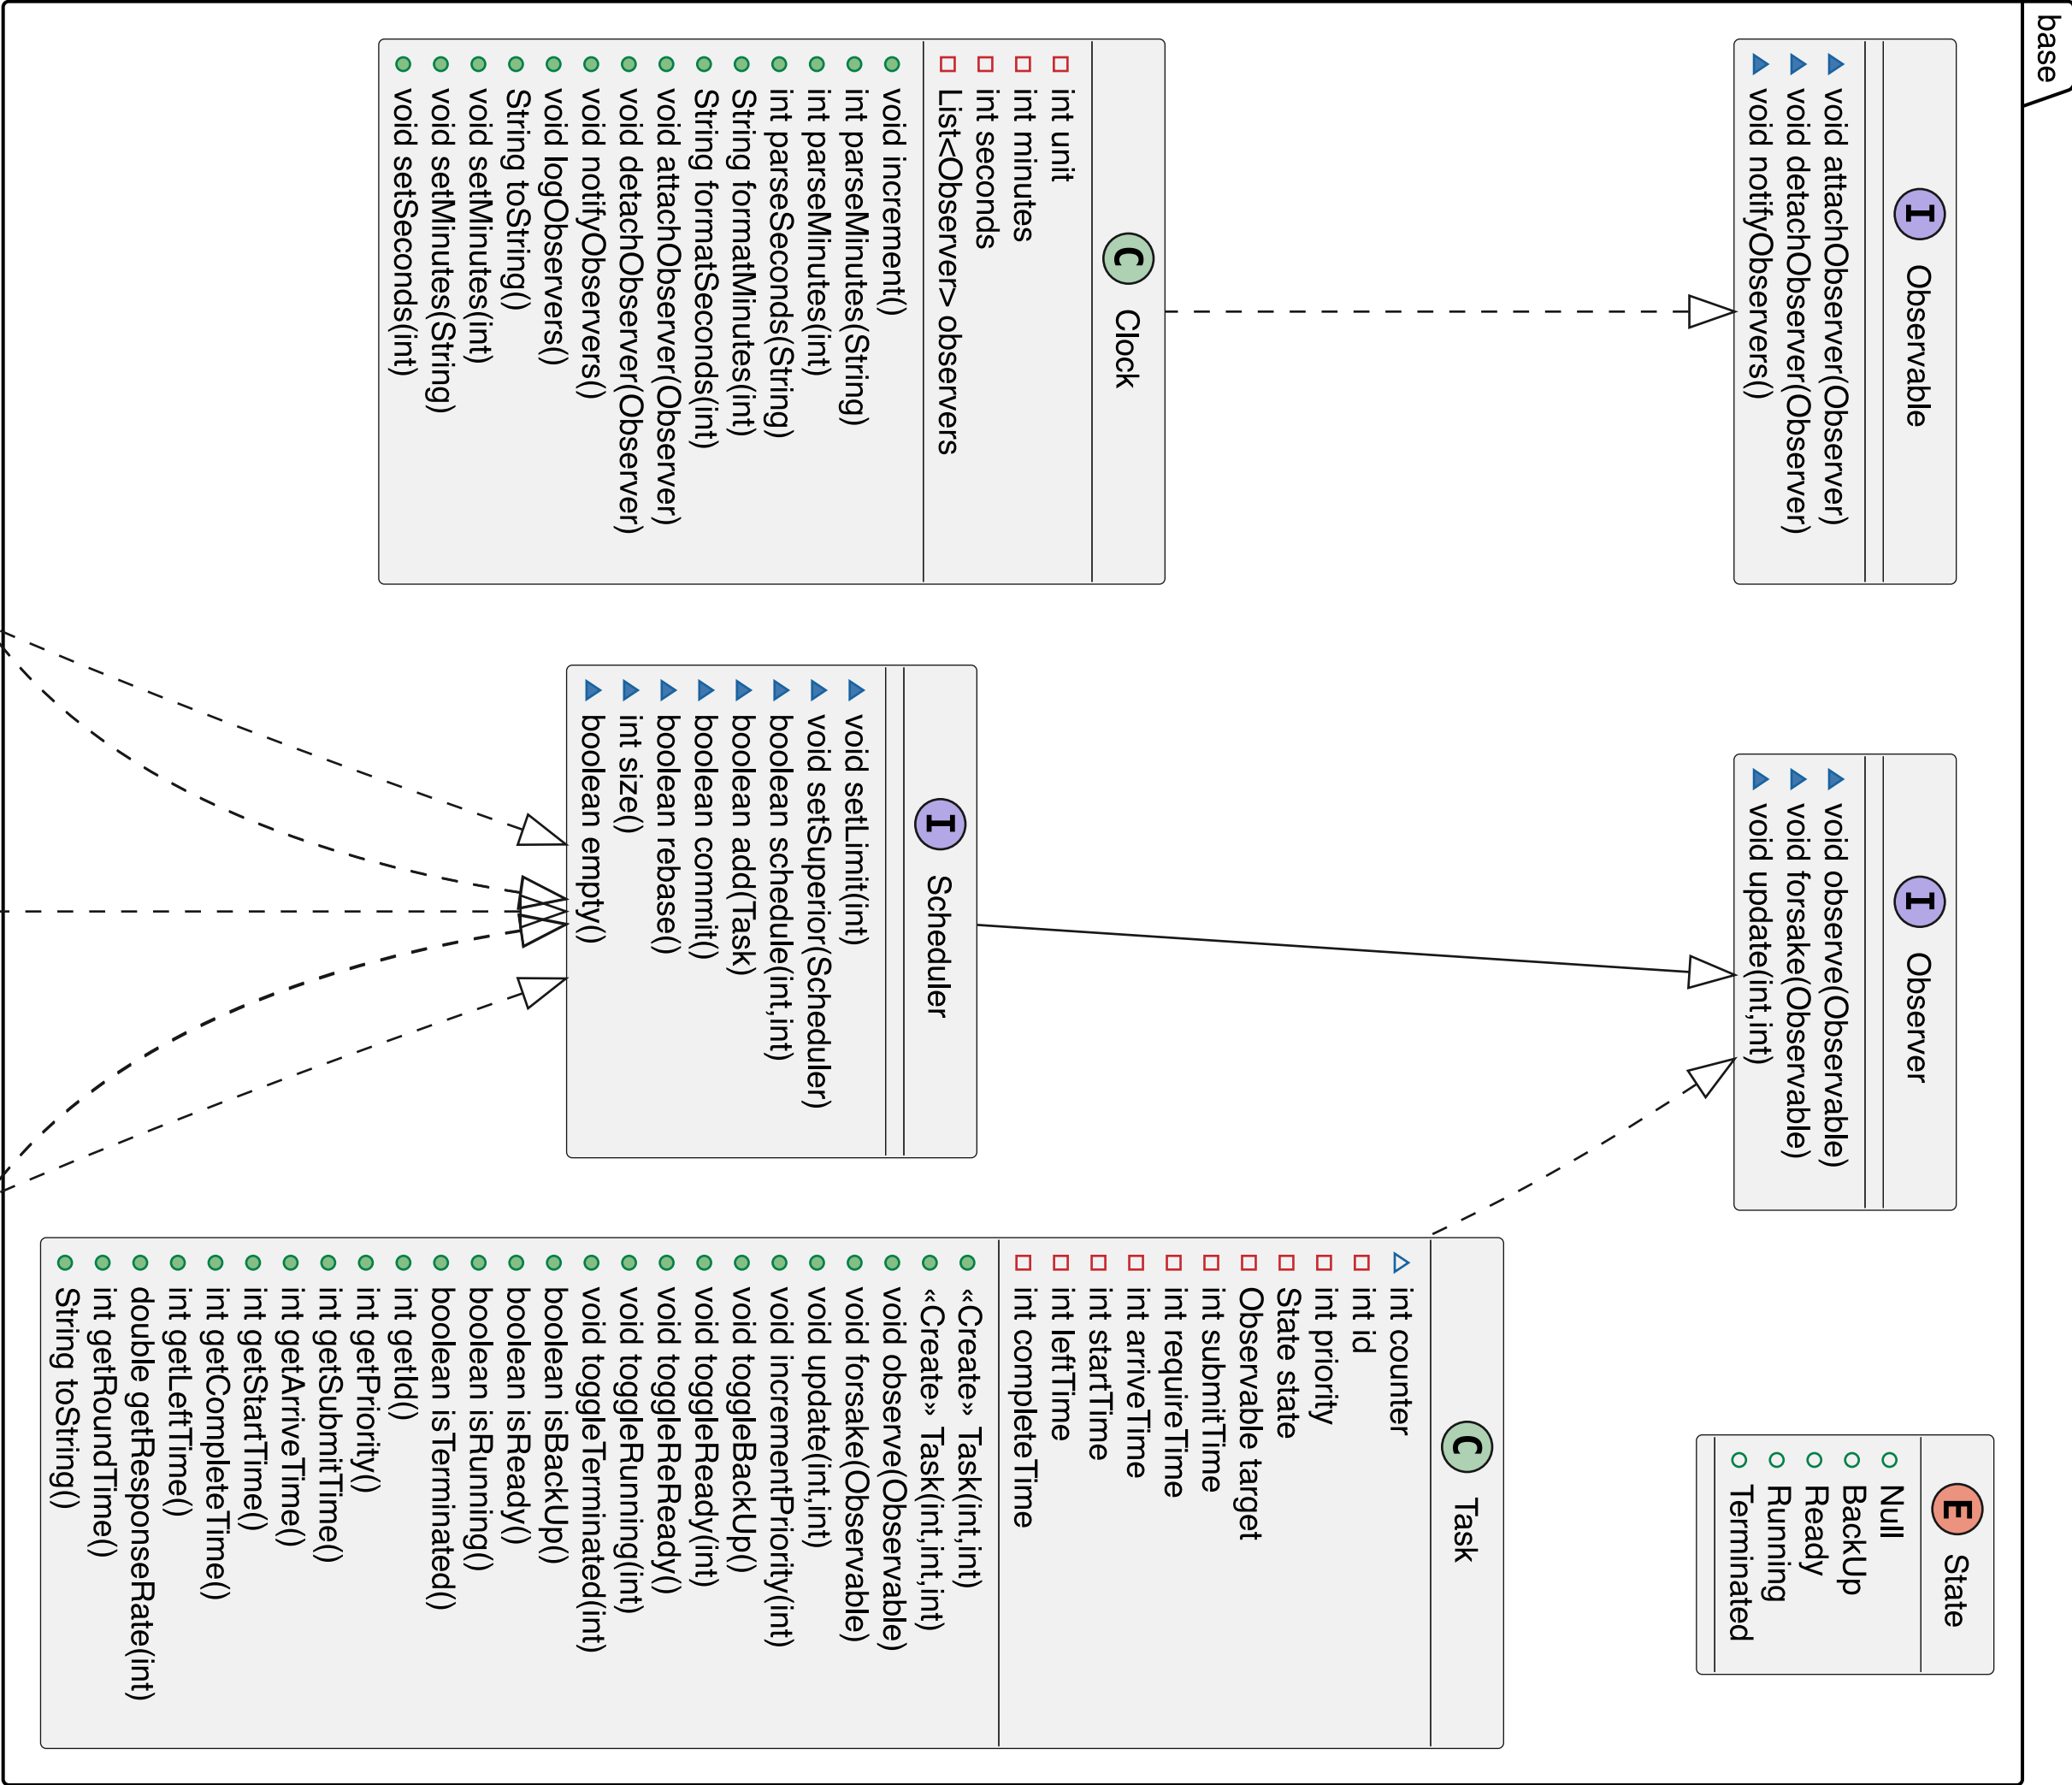 base
I Observable
void attachObserver(Observer)
void detachObserver(Observer)
void notifyObservers()
I Observer
void observe(Observable)
void forsake(Observable)
void update(int,int)
E State
Null
BackUp
Ready
Running
Terminated
C Clock
int unit
int minutes
int seconds
List<Observer> observers
void increment()
int parseMinutes(String)
int parseMinutes(int)
int parseSeconds(String)
String formatMinutes(int)
String formatSeconds(int)
void attachObserver(Observer)
void detachObserver(Observer)
void notifyObservers()
void logObservers()
String toString()
void setMinutes(int)
void setMinutes(String)
void setSeconds(int)
I Scheduler
void setLimit(int)
void setSuperior(Scheduler)
boolean schedule(int,int)
boolean add(Task)
boolean commit()
boolean rebase()
int size()
boolean empty()
C Task
int counter
int id
int priority
State state
Observable target
int submitTime
int requireTime
int arriveTime
int startTime
int leftTime
int completeTime
«Create» Task(int,int)
«Create» Task(int,int,int)
void observe(Observable)
void forsake(Observable)
void update(int,int)
void incrementPriority(int)
void toggleBackUp()
void toggleReady(int)
void toggleReReady()
void toggleRunning(int)
void toggleTerminated(int)
boolean isBackUp()
boolean isReady()
boolean isRunning()
boolean isTerminated()
int getId()
int getPriority()
int getSubmitTime()
int getArriveTime()
int getStartTime()
int getCompleteTime()
int getLeftTime()
double getResponseRate(int)
int getRoundTime()
String toString()